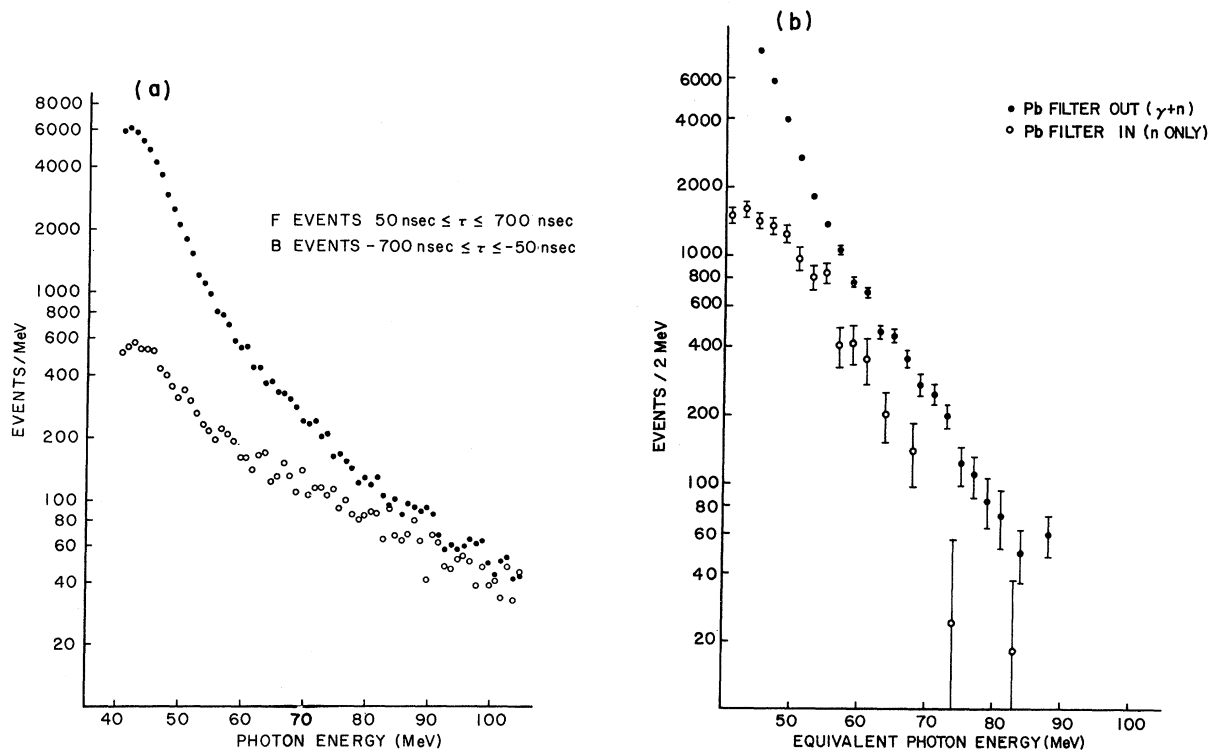 (a)
8000
6000
4000
2000
1000
800
600
400
200
100
80
60
40
20
EVENTS/MeV
F EVENTS 50 nsec ≤ τ ≤ 700 nsec
B EVENTS -700 nsec ≤ τ ≤ -50 nsec
40 50 60 70 80 90 100
PHOTON ENERGY (MeV)
(b)
6000
4000
2000
1000
800
600
400
200
100
80
60
40
20
EVENTS / 2 MeV
● Pb FILTER OUT (γ+n)
○ Pb FILTER IN (n ONLY)
50 60 70 80 90 100
EQUIVALENT PHOTON ENERGY (MeV)